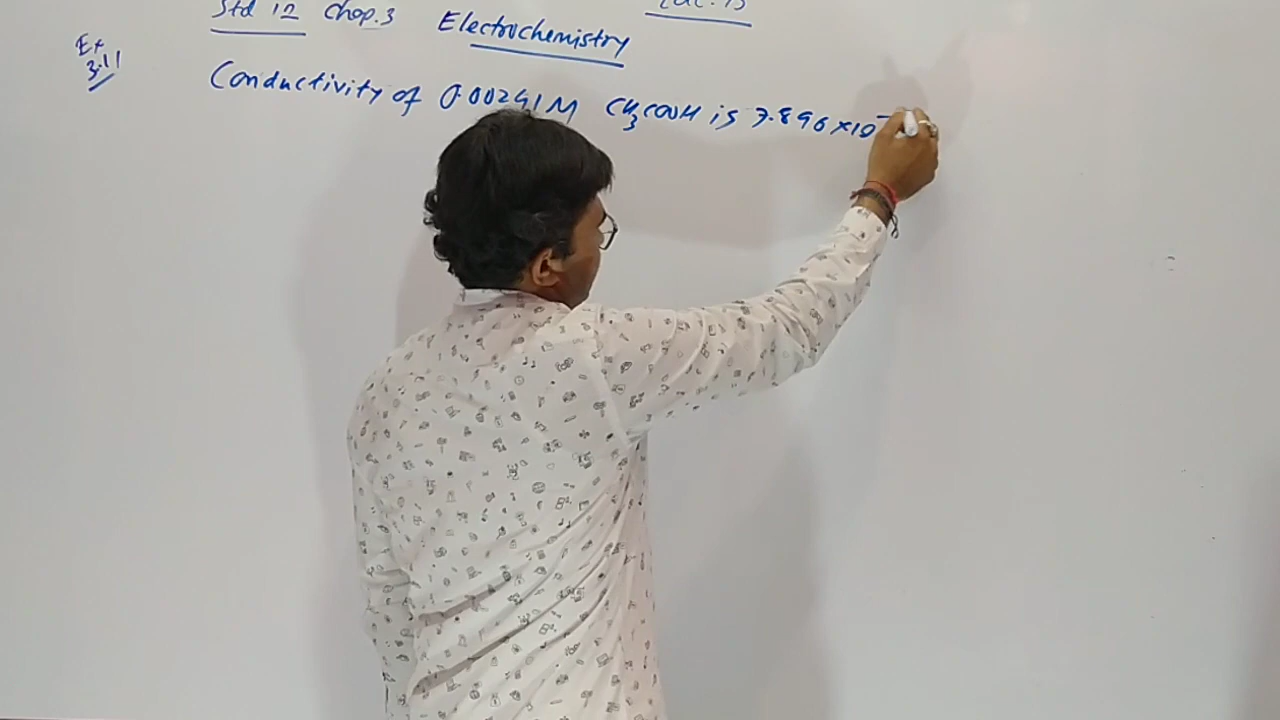 Std 12 Chap.3
Electrochemistry
Ex 3.11
Conductivity of 0.00241M CH3COOH is 7.896×10-